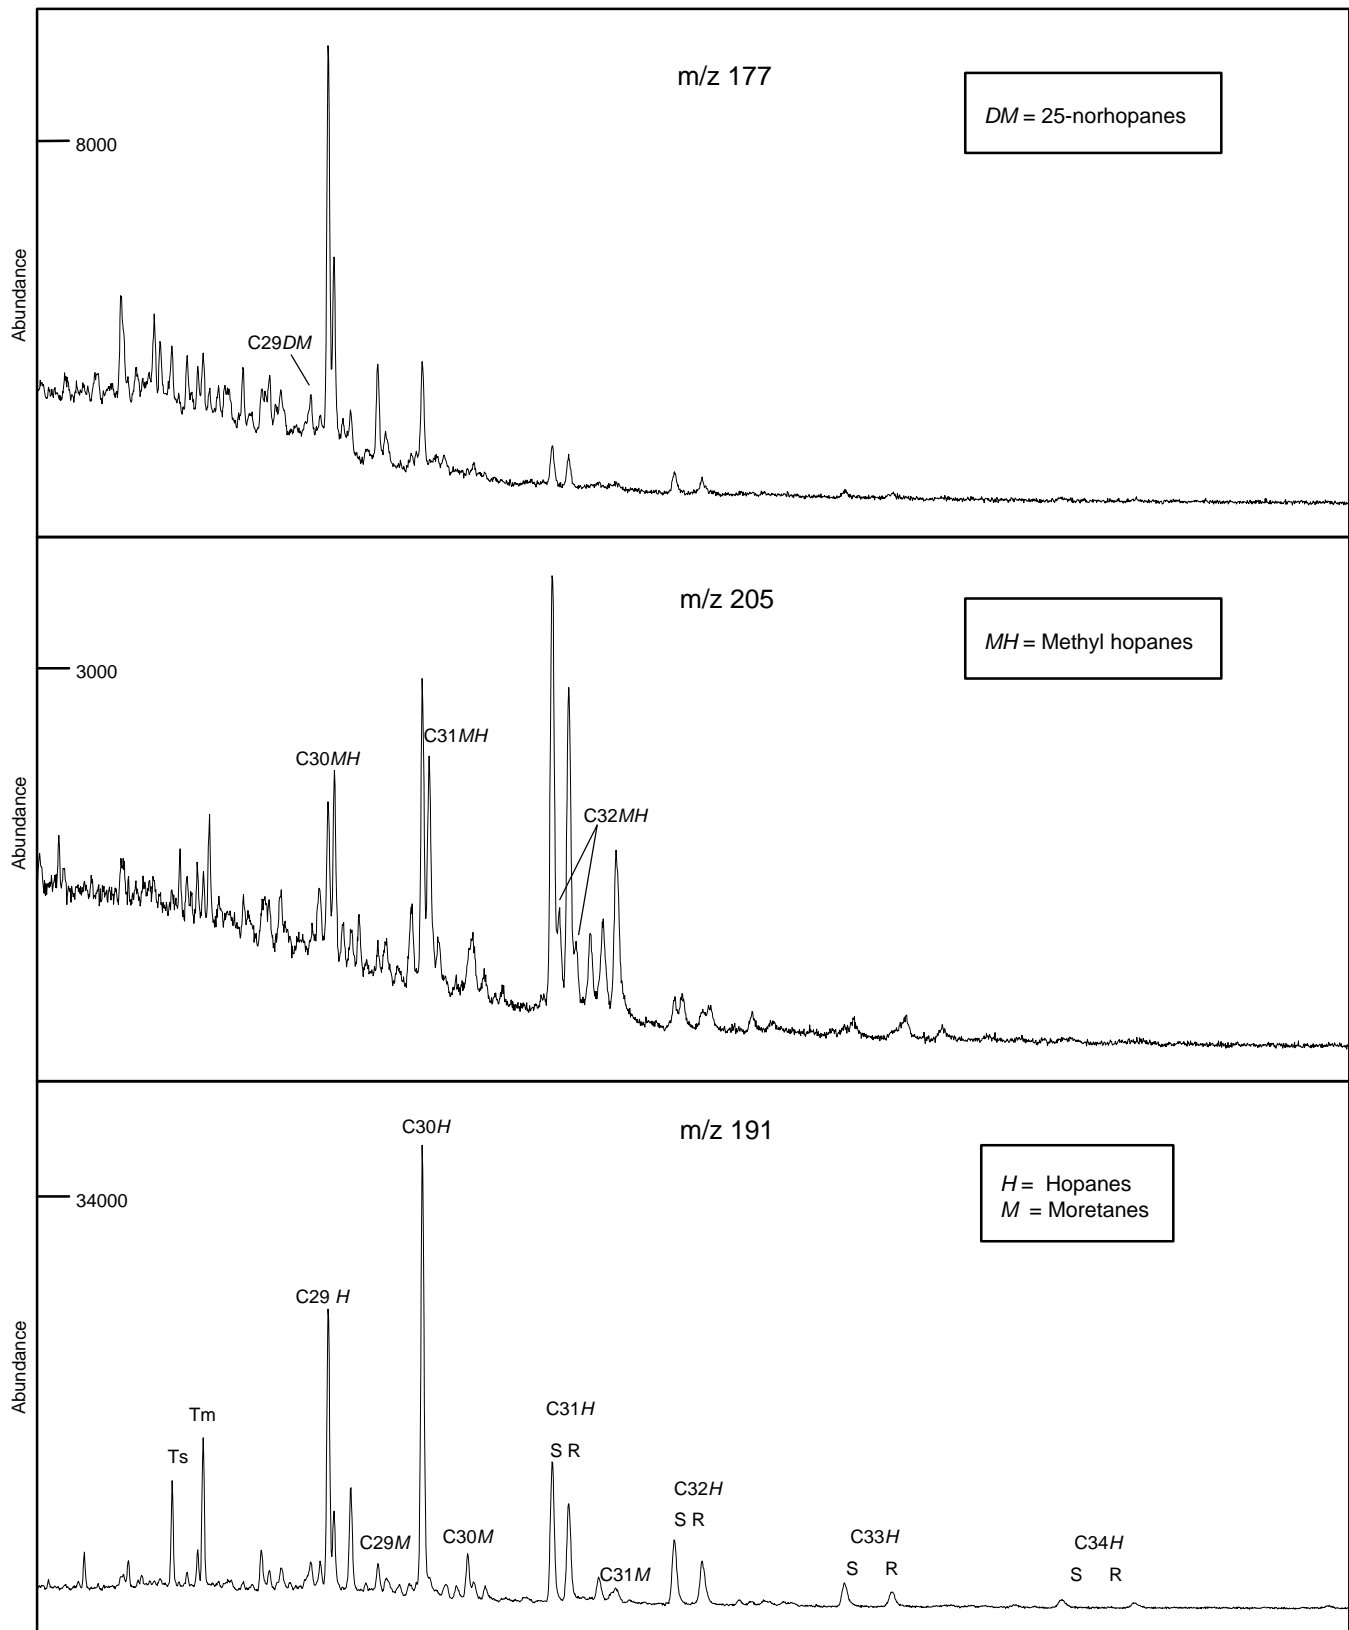 m/z 177
DM = 25-norhopanes
8000
Abundance
C29DM
m/z 205
MH = Methyl hopanes
3000
Abundance
C31MH
C30MH
C32MH
m/z 191
C30H
H = Hopanes
M = Moretanes
34000
Abundance
C29 H
Tm
Ts
C31H
S R
C29M
C30M
C31M
C32H
S R
C33H
S R
C34H
S R